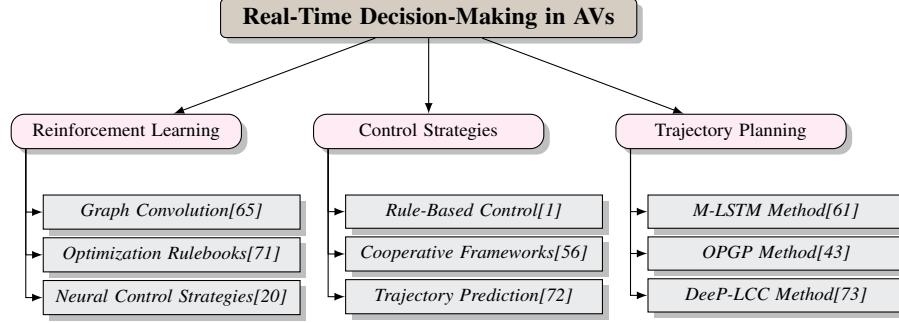 Real-Time Decision-Making in AVs
Reinforcement Learning
Control Strategies
Trajectory Planning
Graph Convolution[65]
Rule-Based Control[1]
M-LSTM Method[61]
Optimization Rulebooks[71]
Cooperative Frameworks[56]
OPGP Method[43]
Neural Control Strategies[20]
Trajectory Prediction[72]
DeeP-LCC Method[73]